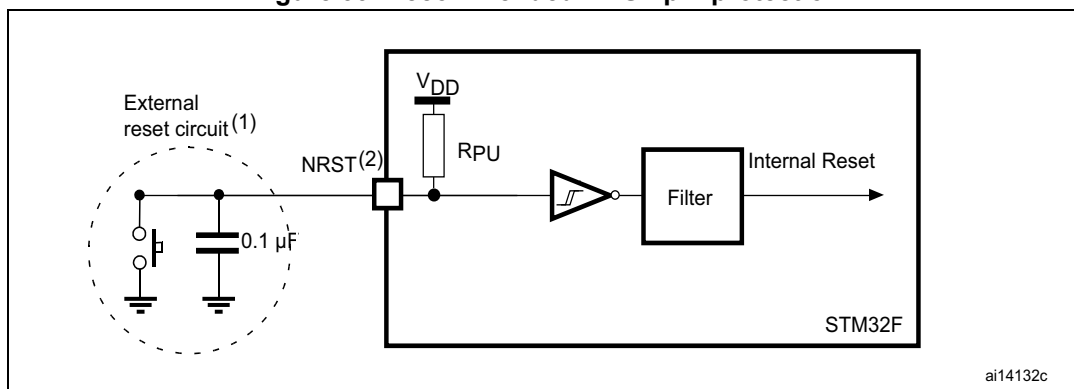 External
reset circuit(1)
VDD
NRST(2)
RPU
Filter
Internal Reset
0.1 µF
STM32F
ai14132c